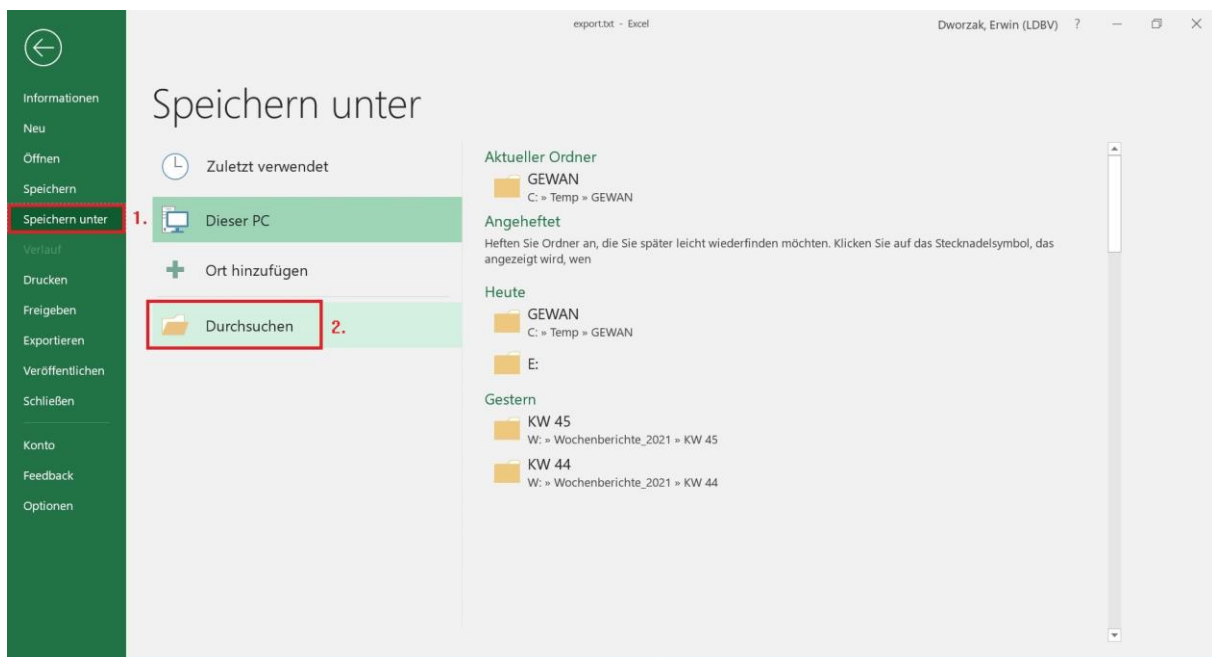 export.txt - Excel
Dworzak, Erwin (LDBV) ?
Informationen
Neu
Öffnen
Speichern
Speichern unter
1.
Verlauf
Drucken
Freigeben
Exportieren
Veröffentlichen
Schließen
Konto
Feedback
Optionen
Speichern unter
Zuletzt verwendet
Dieser PC
Ort hinzufügen
Durchsuchen
2.
Aktueller Ordner
GEWAN
C: » Temp » GEWAN
Angeheftet
Heften Sie Ordner an, die Sie später leicht wiederfinden möchten. Klicken Sie auf das Stecknadelsymbol, das
angezeigt wird, wen
Heute
GEWAN
C: » Temp » GEWAN
E:
Gestern
KW 45
W: » Wochenberichte_2021 » KW 45
KW 44
W: » Wochenberichte_2021 » KW 44